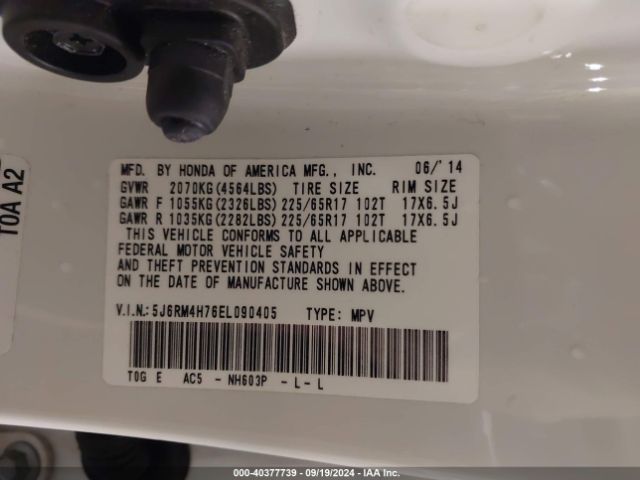 MFD. BY HONDA OF AMERICA MFG., INC. 06/'14
GVWR 2070KG(4564LBS) TIRE SIZE RIM SIZE
GAWR F 1055KG(2326LBS) 225/65R17 102T 17X6.5J
GAWR R 1035KG(2282LBS) 225/65R17 102T 17X6.5J
THIS VEHICLE CONFORMS TO ALL APPLICABLE
FEDERAL MOTOR VEHICLE SAFETY
AND THEFT PREVENTION STANDARDS IN EFFECT
ON THE DATE OF MANUFACTURE SHOWN ABOVE.
V.I.N.: 5J6RM4H76EL090405 TYPE: MPV
T0G E AC5 - NH603P - L- L
T0A A2
000-40377739 - 09/19/2024 - IAA Inc.